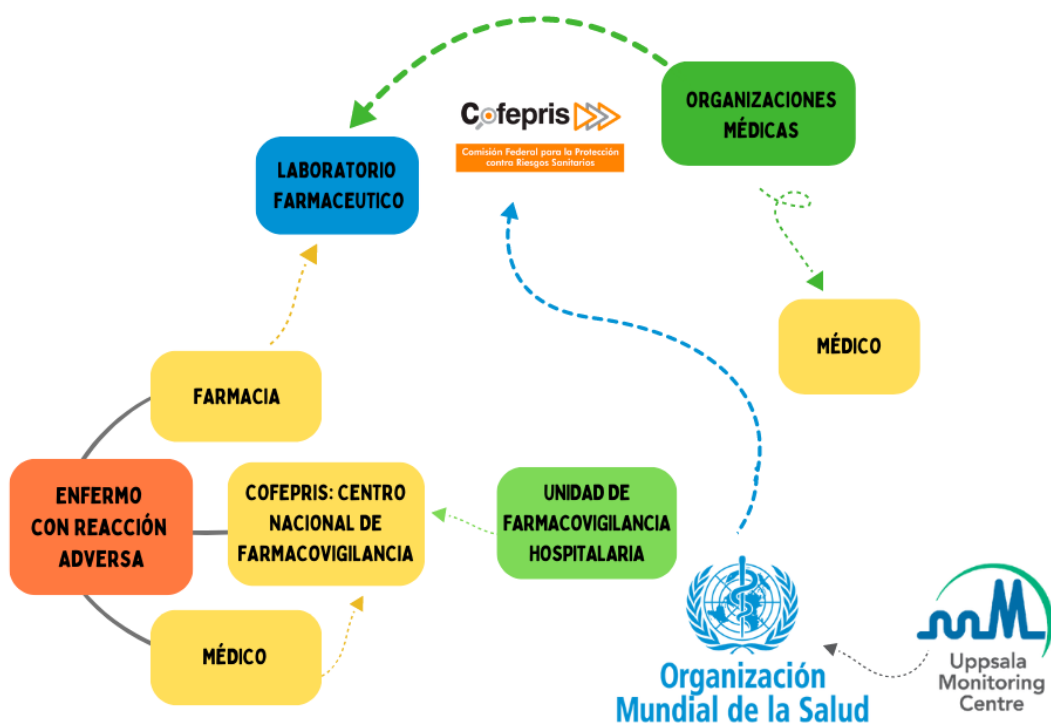 ORGANIZACIONES
MÉDICAS
Cofepris
Comisión Federal para la Protección
contra Riesgos Sanitarios
LABORATORIO
FARMACEUTICO
MÉDICO
FARMACIA
ENFERMO
CON REACCIÓN
ADVERSA
COFEPRIS: CENTRO
NACIONAL DE
FARMACOVIGILANCIA
UNIDAD DE
FARMACOVIGILANCIA
HOSPITALARIA
MÉDICO
Organización
Mundial de la Salud
Uppsala
Monitoring
Centre